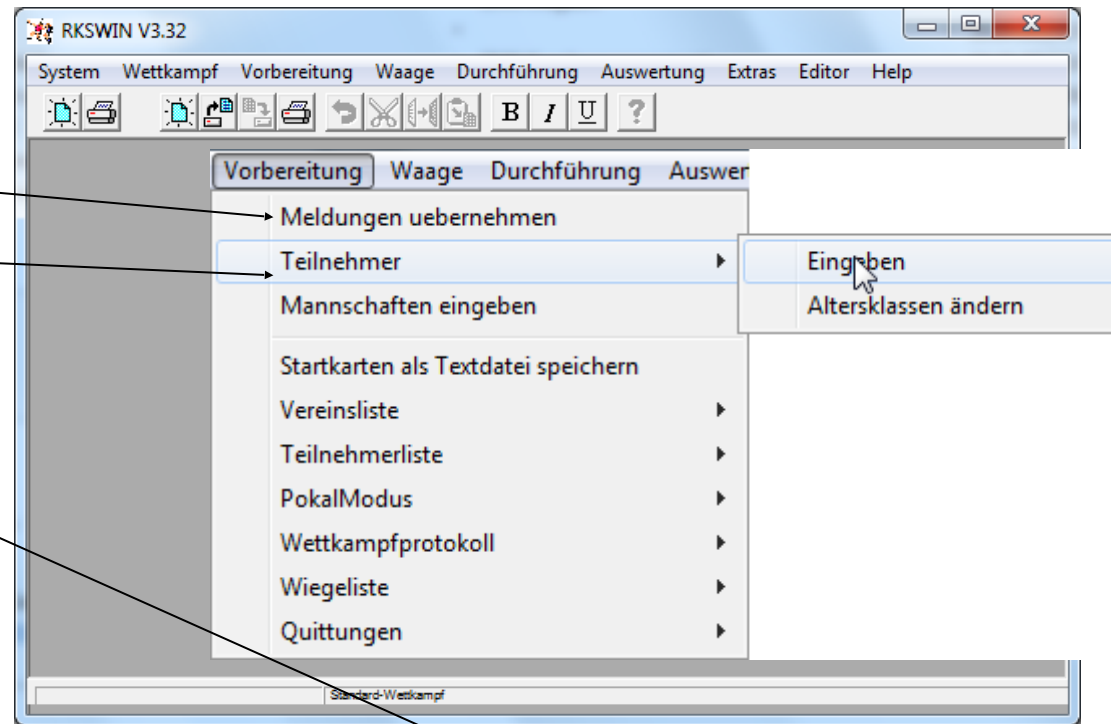 RKSWIN V3.32
System Wettkampf Vorbereitung Waage Durchführung Auswertung Extras Editor Help
B I U ?
Vorbereitung Waage Durchführung Auswer
Meldungen uebernehmen
Teilnehmer Eingeben
Mannschaften eingeben Altersklassen ändern
Startkarten als Textdatei speichern
Vereinsliste
Teilnehmerliste
PokalModus
Wettkampfprotokoll
Wiegeliste
Quittungen
Standard-Wettkampf